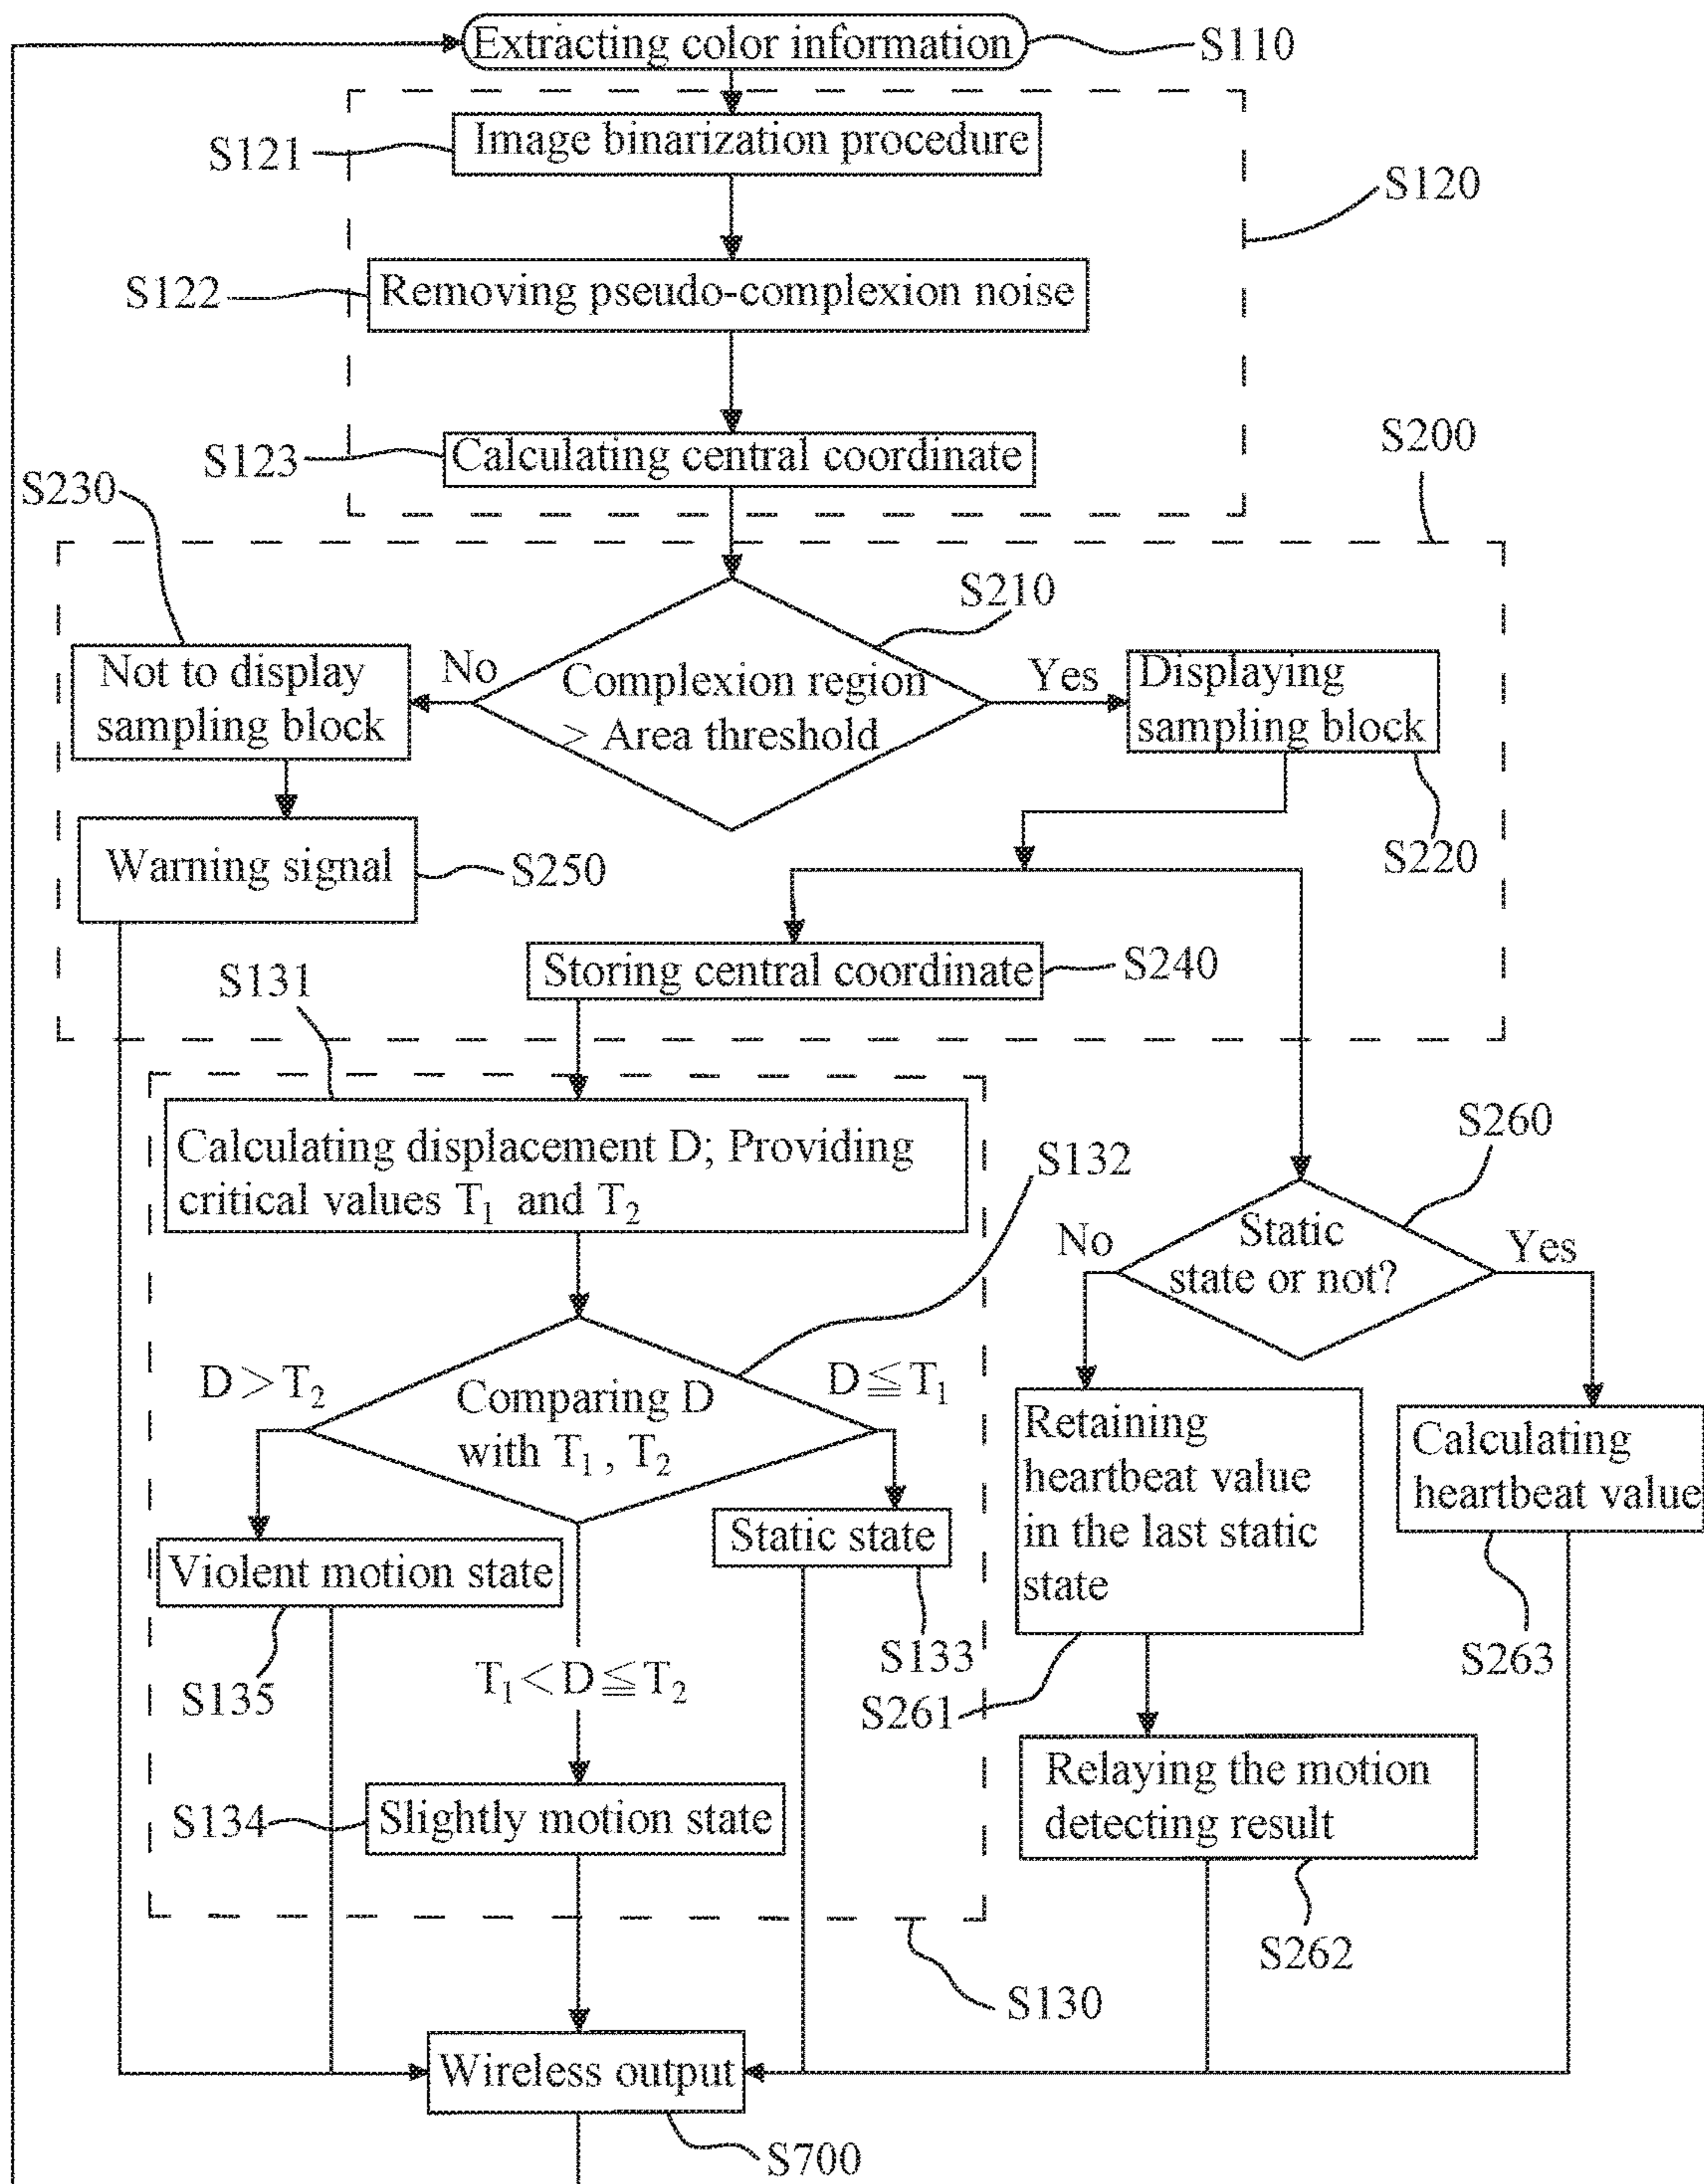 Extracting color information
S110
Image binarization procedure
S121
S120
Removing pseudo-complexion noise
S122
Calculating central coordinate
S123
S200
S230
S210
Not to display
sampling block
No
Complexion region
> Area threshold
Yes
Displaying
sampling block
S220
Warning signal
S250
Storing central coordinate
S240
S131
Calculating displacement D; Providing
critical values T1 and T2
S132
S260
Static
state or not?
No
Yes
D>T2
Comparing D
with T1 , T2
D≦T1
Retaining
heartbeat value
in the last static
state
Calculating
heartbeat value
Static state
Violent motion state
S133
S135
T1<D≦T2
S261
S263
Relaying the motion
detecting result
S134
Slightly motion state
S262
S130
Wireless output
S700